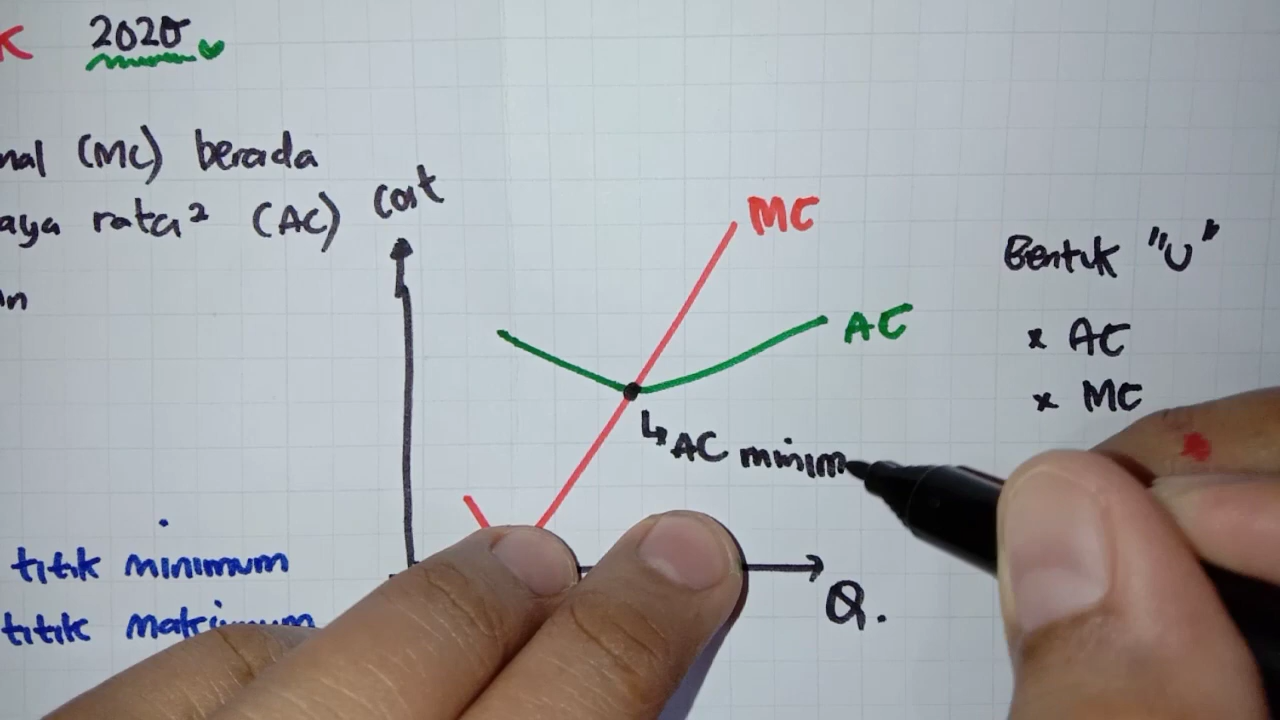 K 2020
nal (MC) berada
aya rata² (AC)
n
titik minimum
titik maksimum
Cost
MC
AC
↳ AC minim
Q.
Bentuk "U"
x AC
x MC